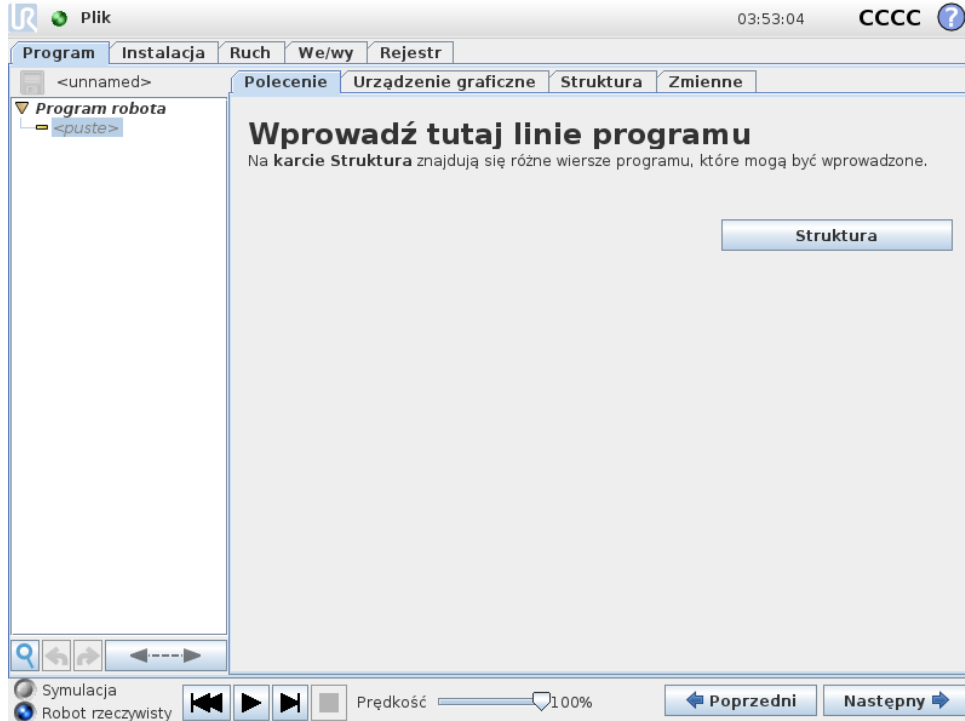 UR Plik 03:53:04 CCCC ?
Program Instalacja Ruch We/wy Rejestr
<unnamed> Polecenie Urządzenie graficzne Struktura Zmienne
Program robota
<puste>
Wprowadź tutaj linie programu
Na karcie Struktura znajdują się różne wiersze programu, które mogą być wprowadzone.
Struktura
Symulacja
Robot rzeczywisty
Prędkość 100% Poprzedni Następny